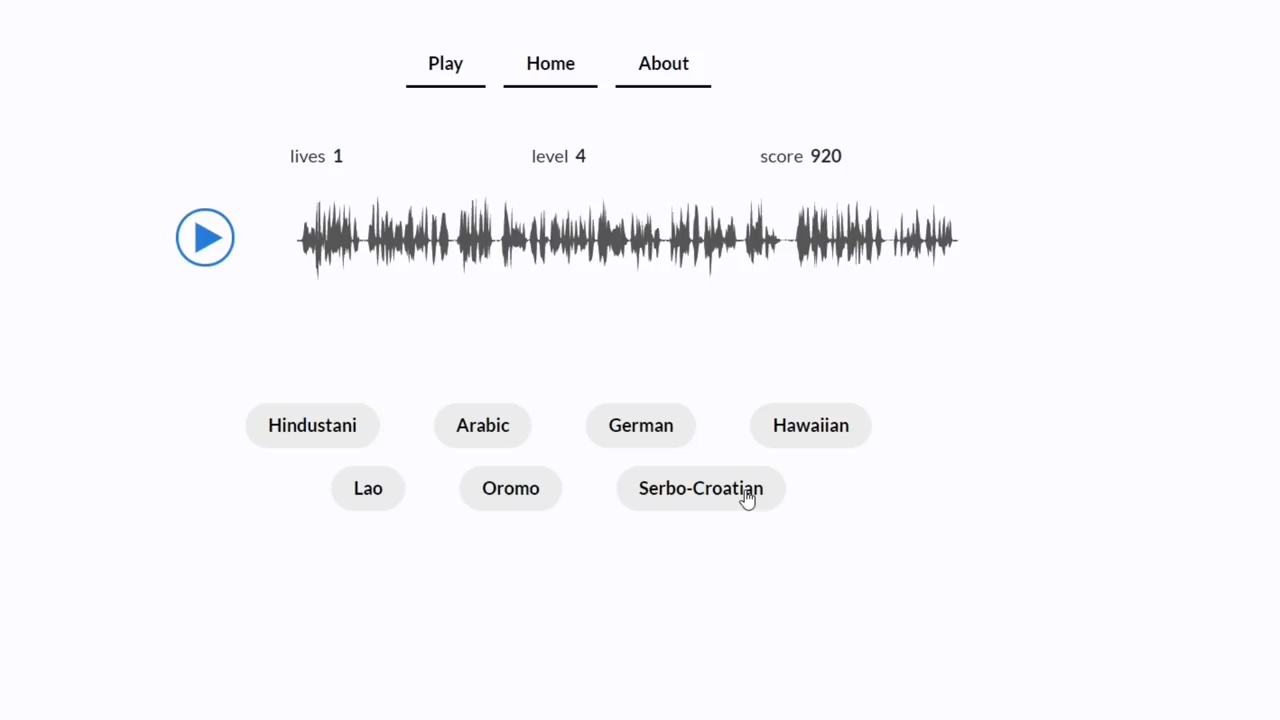 Play Home About
lives 1 level 4 score 920
Hindustani Arabic German Hawaiian
Lao Oromo Serbo-Croatian